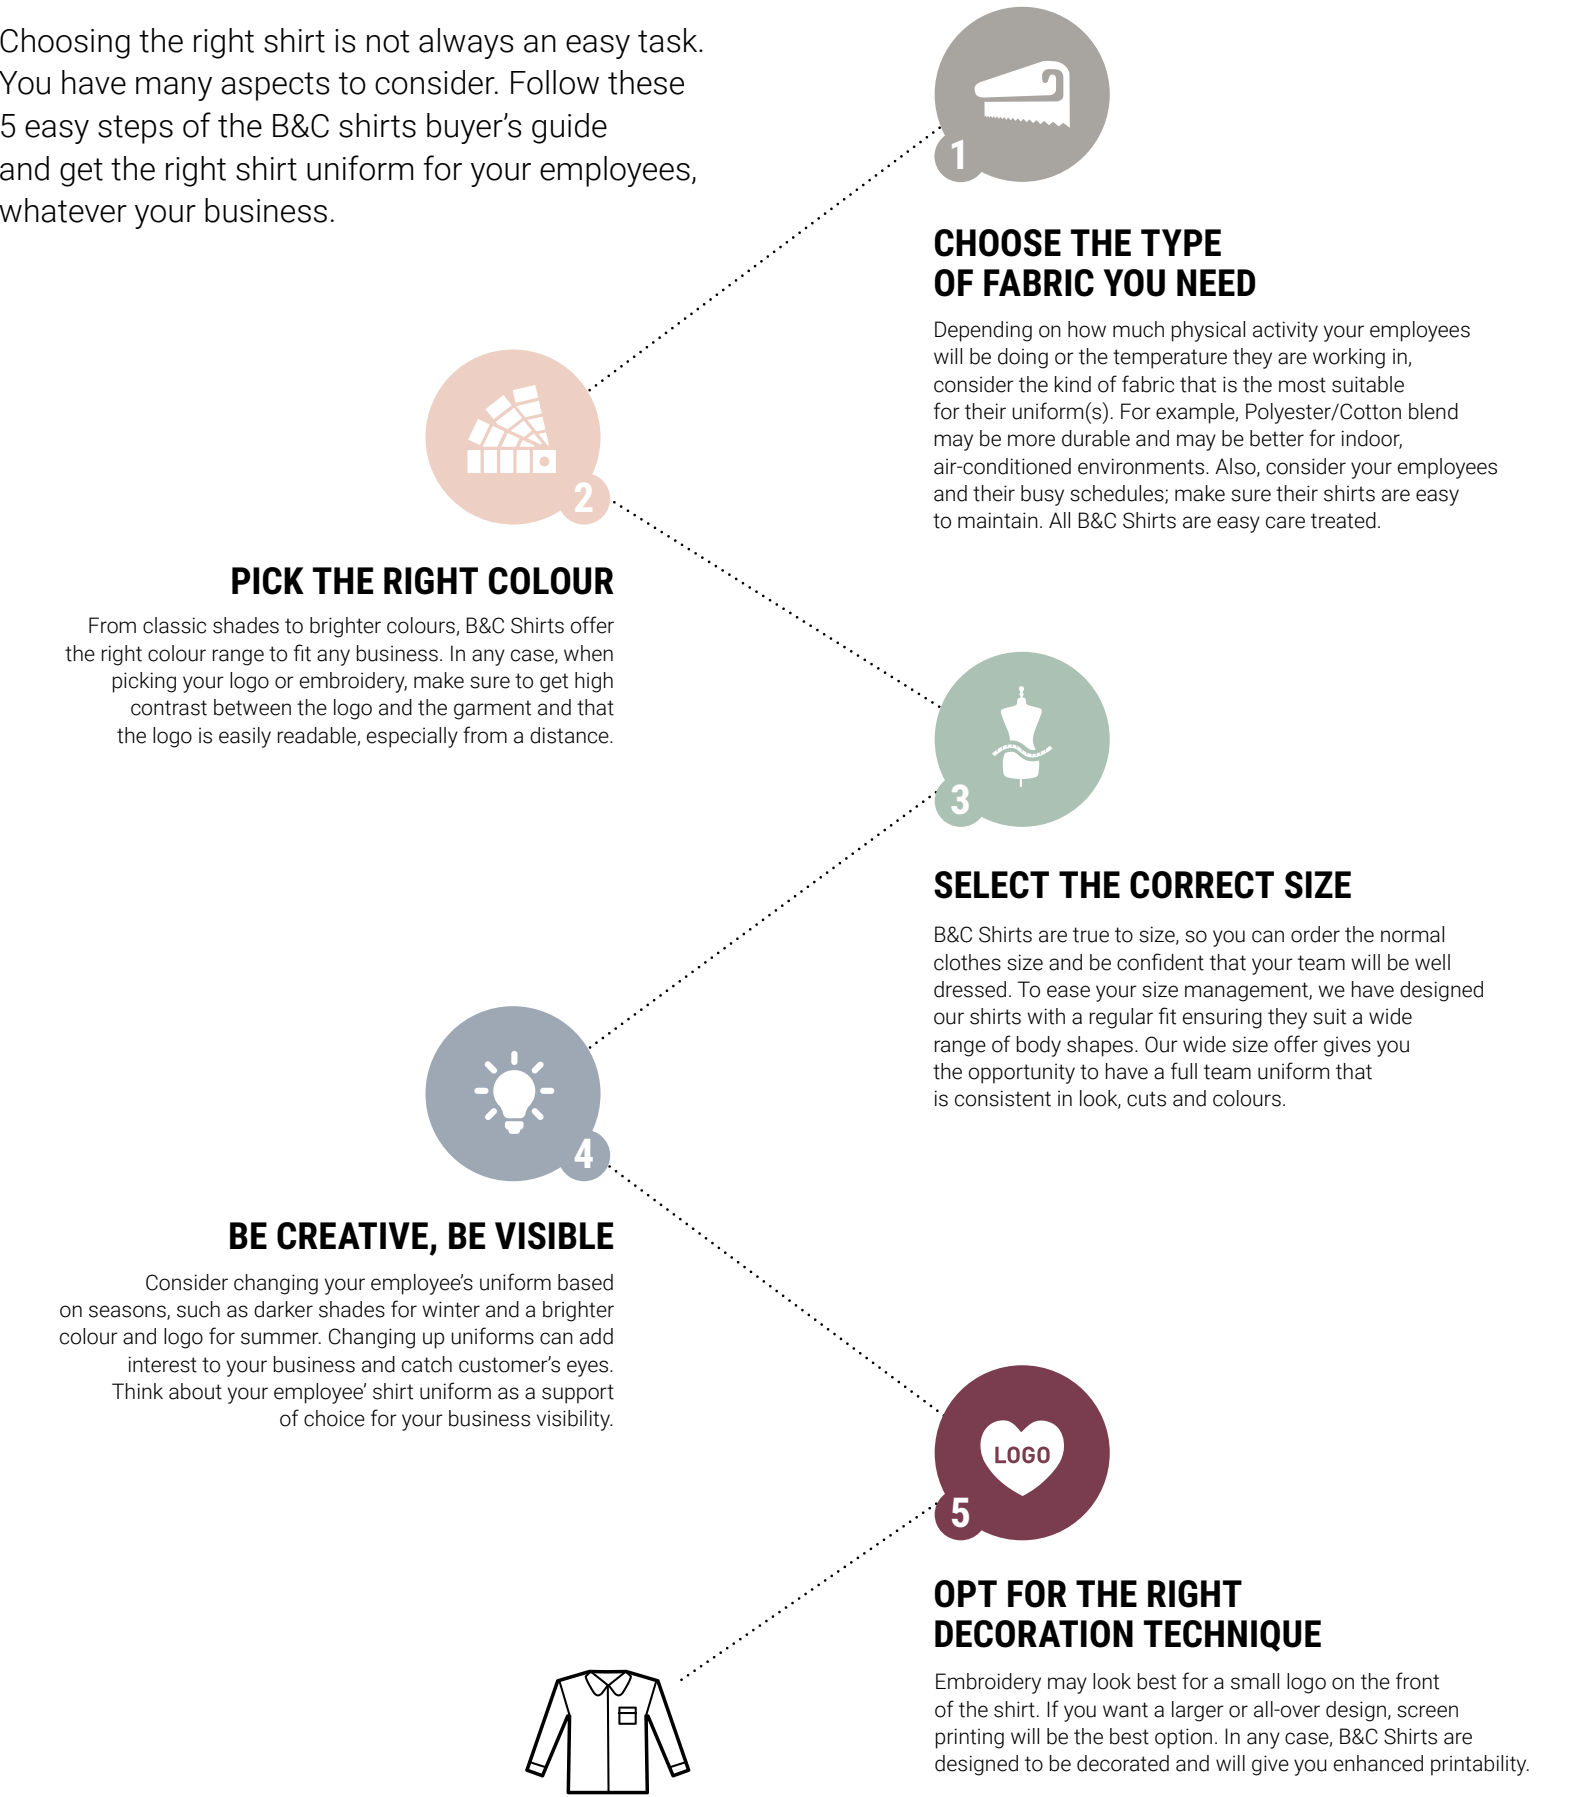 Choosing the right shirt is not always an easy task.
You have many aspects to consider. Follow these
5 easy steps of the B&C shirts buyer's guide
and get the right shirt uniform for your employees,
whatever your business.
1
CHOOSE THE TYPE
OF FABRIC YOU NEED
Depending on how much physical activity your employees
will be doing or the temperature they are working in,
consider the kind of fabric that is the most suitable
for their uniform(s). For example, Polyester/Cotton blend
may be more durable and may be better for indoor,
air-conditioned environments. Also, consider your employees
and their busy schedules; make sure their shirts are easy
to maintain. All B&C Shirts are easy care treated.
2
PICK THE RIGHT COLOUR
From classic shades to brighter colours, B&C Shirts offer
the right colour range to fit any business. In any case, when
picking your logo or embroidery, make sure to get high
contrast between the logo and the garment and that
the logo is easily readable, especially from a distance.
3
SELECT THE CORRECT SIZE
B&C Shirts are true to size, so you can order the normal
clothes size and be confident that your team will be well
dressed. To ease your size management, we have designed
our shirts with a regular fit ensuring they suit a wide
range of body shapes. Our wide size offer gives you
the opportunity to have a full team uniform that
is consistent in look, cuts and colours.
4
BE CREATIVE, BE VISIBLE
Consider changing your employee's uniform based
on seasons, such as darker shades for winter and a brighter
colour and logo for summer. Changing up uniforms can add
interest to your business and catch customer's eyes.
Think about your employee' shirt uniform as a support
of choice for your business visibility.
LOGO
5
OPT FOR THE RIGHT
DECORATION TECHNIQUE
Embroidery may look best for a small logo on the front
of the shirt. If you want a larger or all-over design, screen
printing will be the best option. In any case, B&C Shirts are
designed to be decorated and will give you enhanced printability.